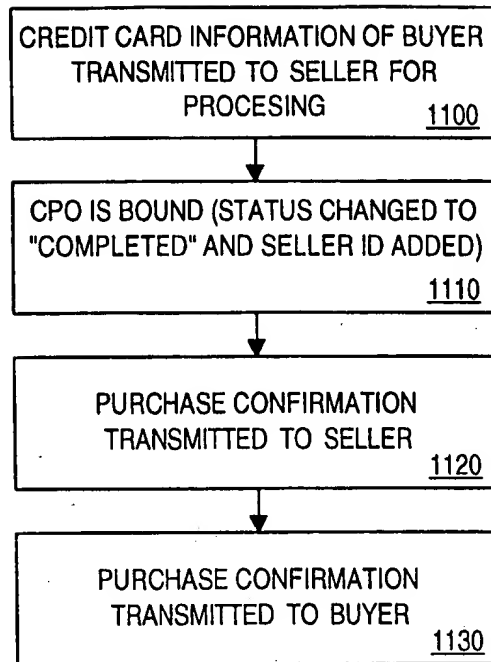 CREDIT CARD INFORMATION OF BUYER
TRANSMITTED TO SELLER FOR
PROCESING
1100
CPO IS BOUND (STATUS CHANGED TO
"COMPLETED" AND SELLER ID ADDED)
1110
PURCHASE CONFIRMATION
TRANSMITTED TO SELLER
1120
PURCHASE CONFIRMATION
TRANSMITTED TO BUYER
1130